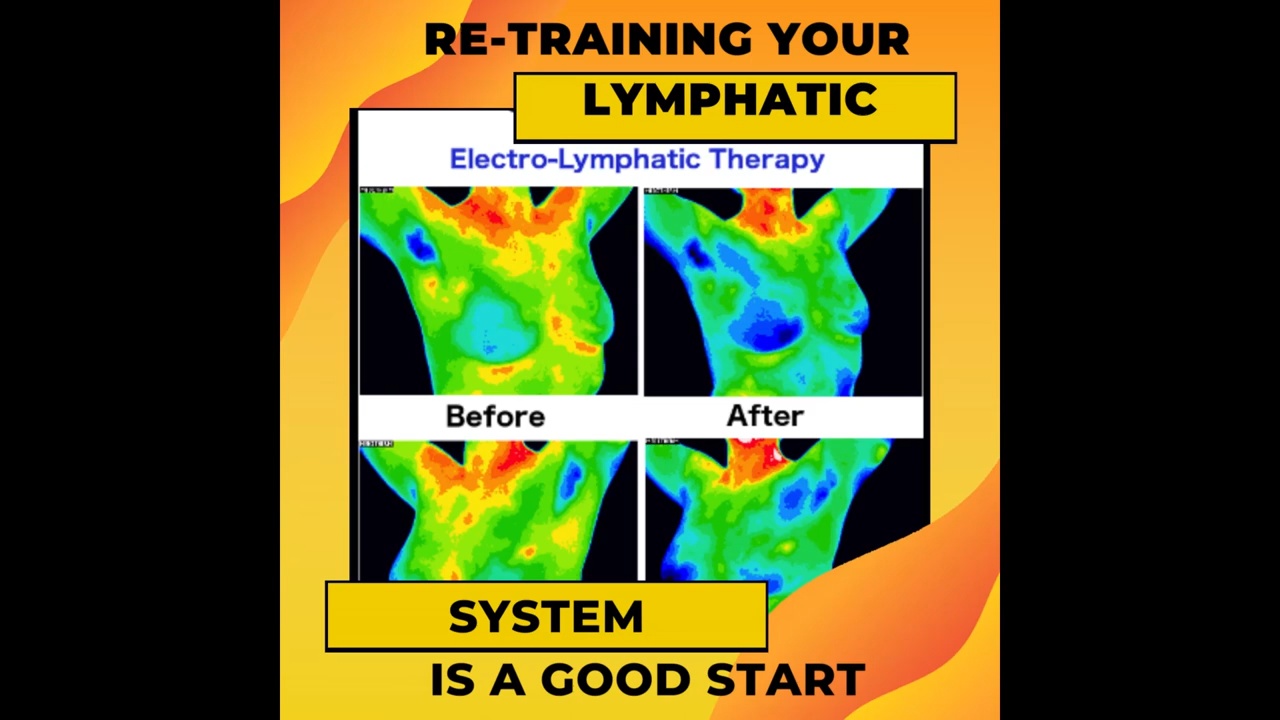 RE-TRAINING YOUR
LYMPHATIC
Electro-Lymphatic Therapy
Before
After
SYSTEM
IS A GOOD START